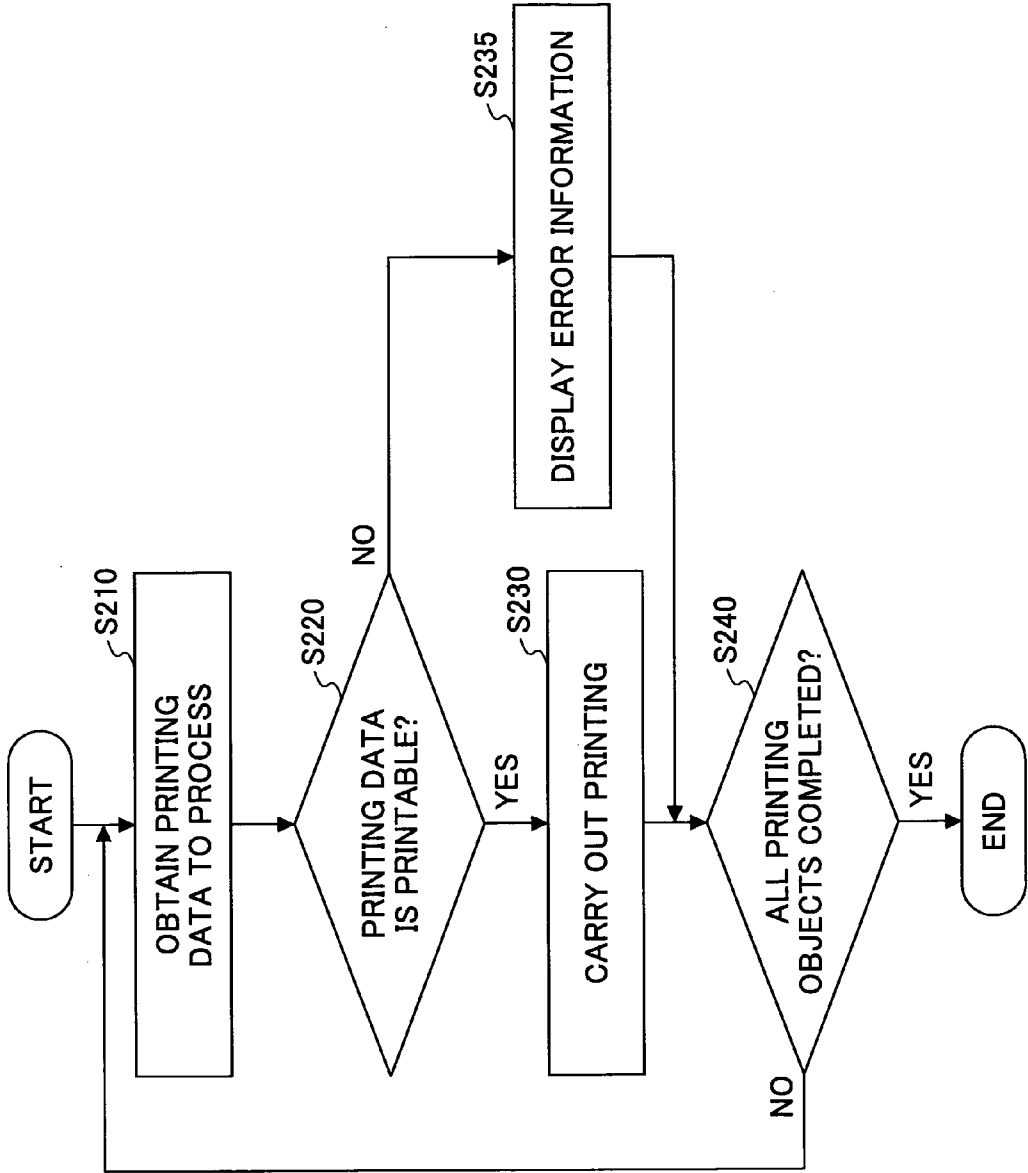 START
S210
OBTAIN PRINTING
DATA TO PROCESS
S220
PRINTING DATA
IS PRINTABLE?
NO
YES
S230
CARRY OUT PRINTING
S235
DISPLAY ERROR INFORMATION
S240
ALL PRINTING
OBJECTS COMPLETED?
NO
YES
END